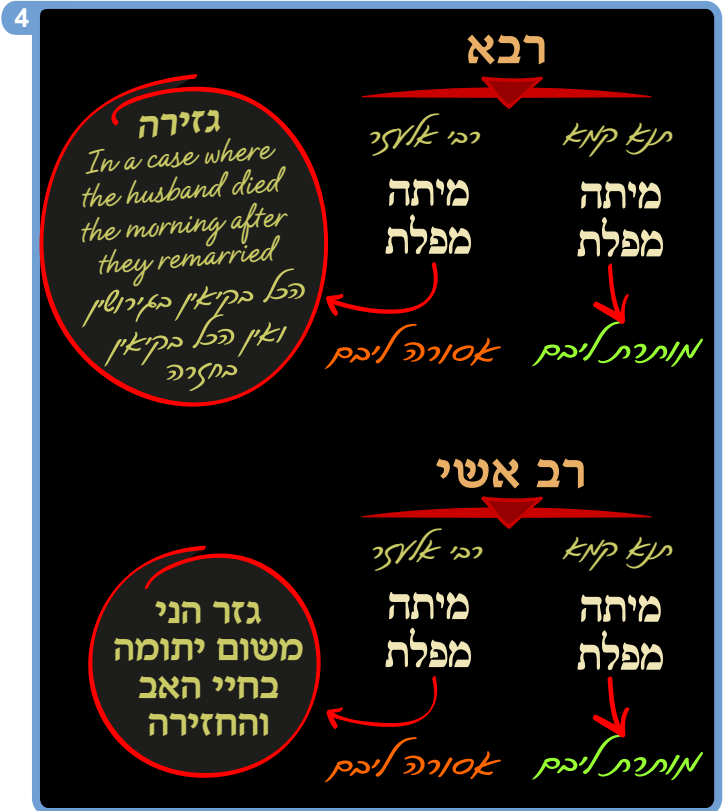 4
רבא
תנא קמא
מיתה
מפלת
מותרת ליבם
רבי אלעזר
מיתה
מפלת
אסורה ליבם
גזירה
In a case where
the husband died
the morning after
they remarried
הכל בקיאין בגירושין
ואין הכל בקיאין
בחזרה
רב אשי
תנא קמא
מיתה
מפלת
מותרת ליבם
רבי אלעזר
מיתה
מפלת
אסורה ליבם
גזר הני
משום יתומה
בחיי האב
והחזירה